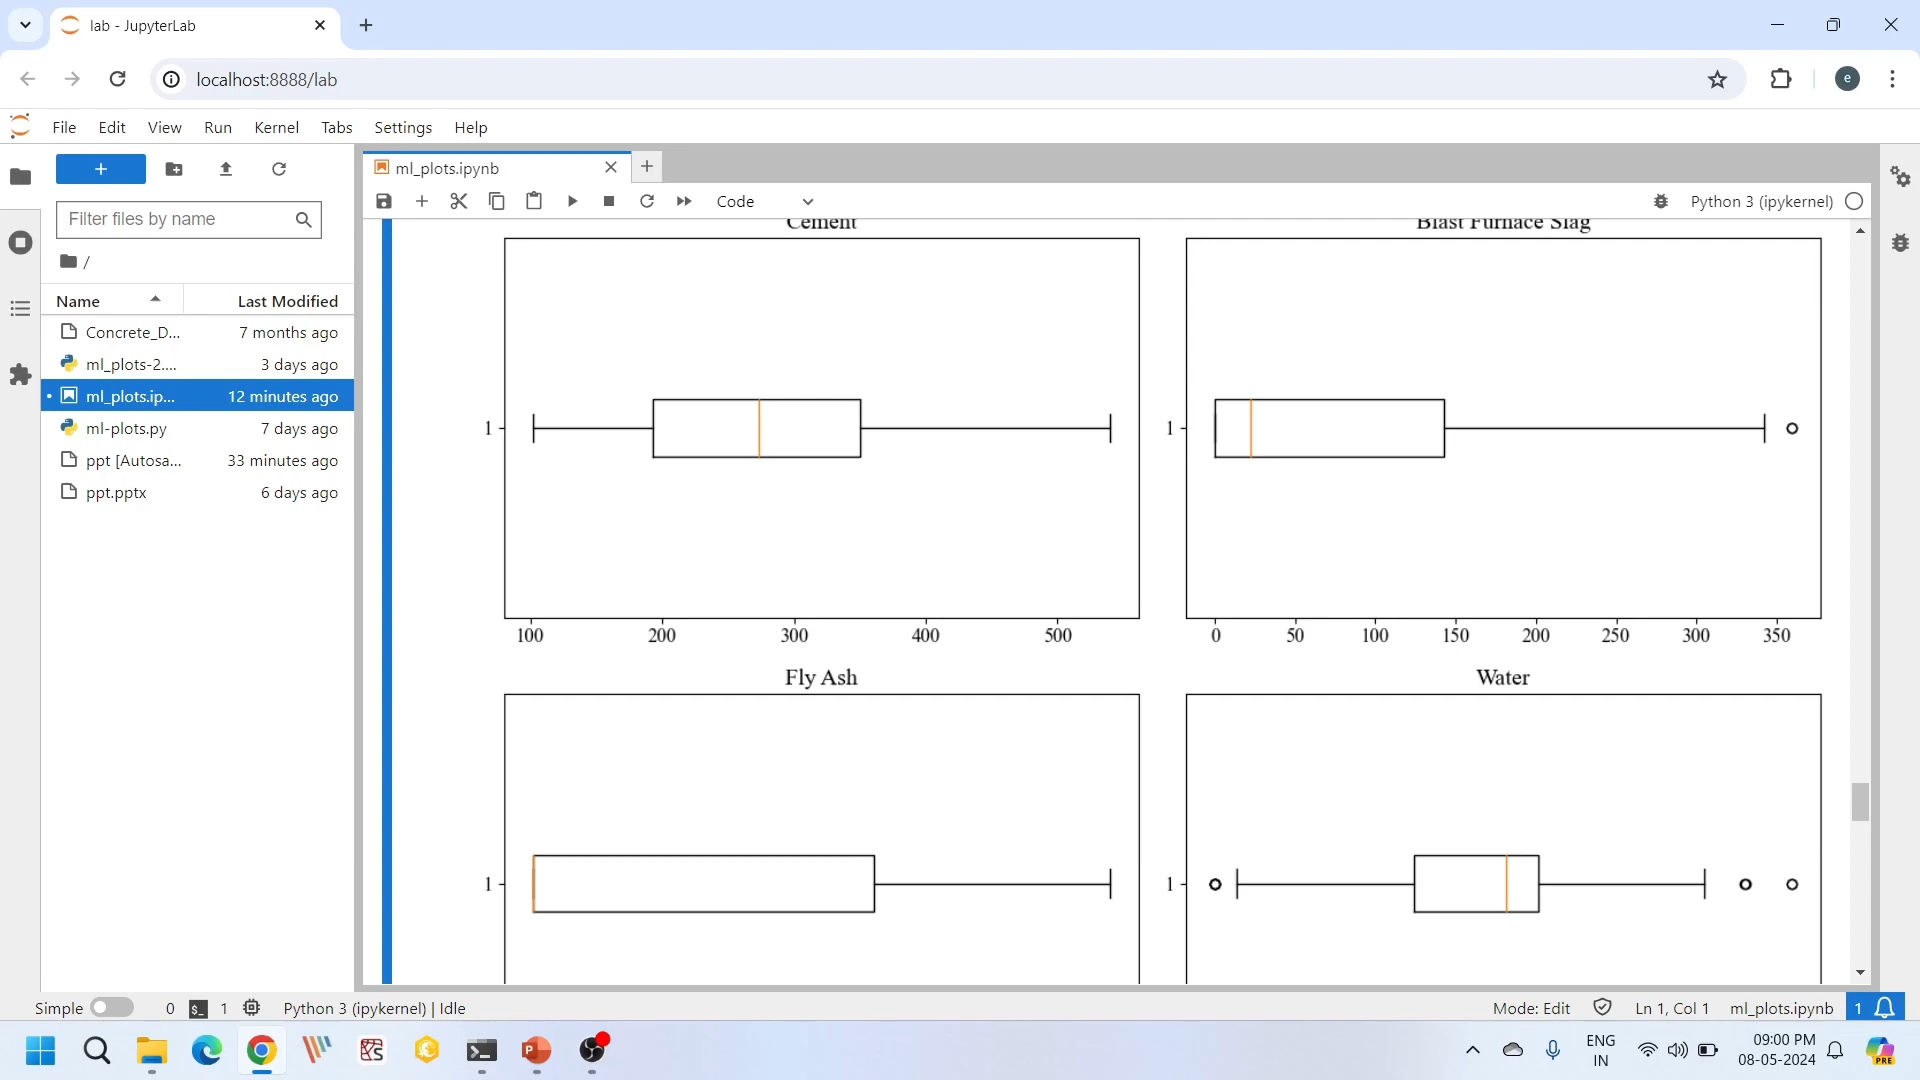 lab - JupyterLab
localhost:8888/lab
e
File Edit View Run Kernel Tabs Settings Help
ml_plots.ipynb
Filter files by name
Code
Python 3 (ipykernel)
/
Name Last Modified
Concrete_D... 7 months ago
ml_plots-2.... 3 days ago
ml_plots.ip... 12 minutes ago
ml-plots.py 7 days ago
ppt [Autosa... 33 minutes ago
ppt.pptx 6 days ago
Cement
1
100 200 300 400 500
Blast Furnace Slag
1
0 50 100 150 200 250 300 350
Fly Ash
1
Water
1
Simple 0 $_ 1 Python 3 (ipykernel) | Idle
Mode: Edit Ln 1, Col 1 ml_plots.ipynb 1
ENG
IN
09:00 PM
08-05-2024
PRE